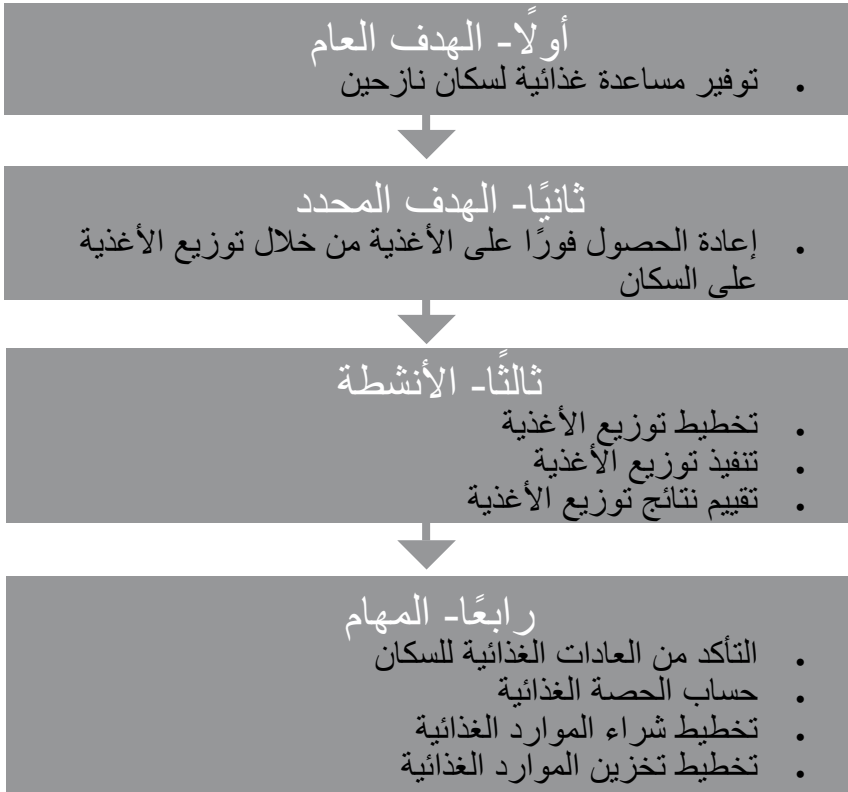 أولًا- الهدف العام
• توفير مساعدة غذائية لسكان نازحين
ثانيًا- الهدف المحدد
• إعادة الحصول فورًا على الأغذية من خلال توزيع الأغذية
على السكان
ثالثًا- الأنشطة
• تخطيط توزيع الأغذية
• تنفيذ توزيع الأغذية
• تقييم نتائج توزيع الأغذية
رابعًا- المهام
• التأكد من العادات الغذائية للسكان
• حساب الحصة الغذائية
• تخطيط شراء الموارد الغذائية
• تخطيط تخزين الموارد الغذائية